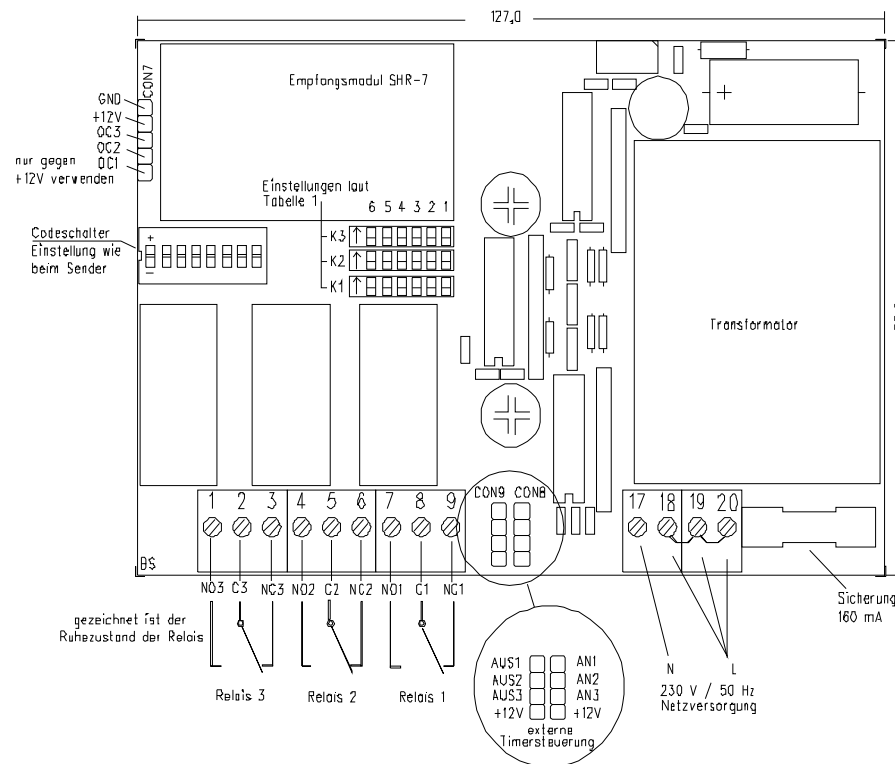 127,0
CON7
Empfangsmodul SHR-7
GND
+12V
OC3
OC2
OC1
nur gegen
+12V verwenden
Einstellungen laut
Tabelle 1
6 5 4 3 2 1
K3
K2
K1
Codeschalter
Einstellung wie
beim Sender
+
−
+
Transformator
1 2 3 4 5 6 7 8 9
CON9 CON8
17 18 19 20
BS
NO3 C3 NC3 NO2 C2 NC2 NO1 C1 NC1
gezeichnet ist der
Ruhezustand der Relais
Relais 3 Relais 2 Relais 1
Sicherung
160 mA
N L
230 V / 50 Hz
Netzversorgung
AUS1 AN1
AUS2 AN2
AUS3 AN3
+12V +12V
externe
Timersteuerung